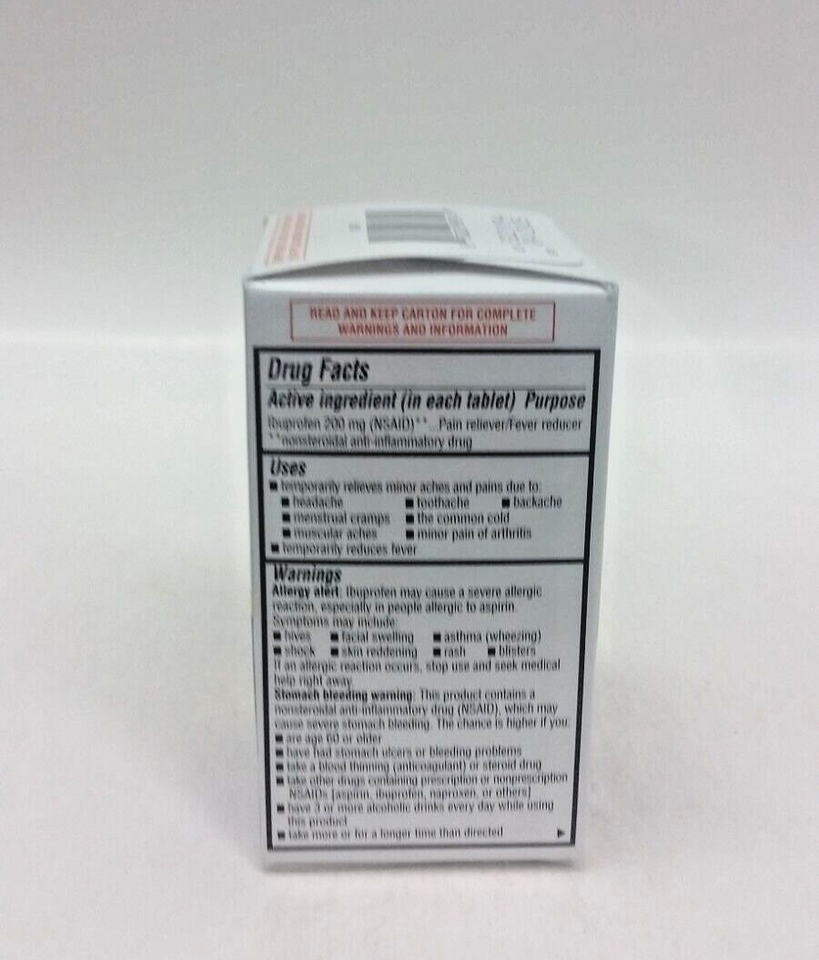 READ AND KEEP CARTON FOR COMPLETE
WARNINGS AND INFORMATION
Drug Facts
Active ingredient (in each tablet) Purpose
Ibuprofen 200 mg (NSAID)**...Pain reliever/Fever reducer
**nonsteroidal anti-inflammatory drug
Uses
■ temporarily relieves minor aches and pains due to:
■ headache ■ toothache ■ backache
■ menstrual cramps ■ the common cold
■ muscular aches ■ minor pain of arthritis
■ temporarily reduces fever
Warnings
Allergy alert: Ibuprofen may cause a severe allergic
reaction, especially in people allergic to aspirin.
Symptoms may include:
■ hives ■ facial swelling ■ asthma (wheezing)
■ shock ■ skin reddening ■ rash ■ blisters
If an allergic reaction occurs, stop use and seek medical
help right away.
Stomach bleeding warning: This product contains a
nonsteroidal anti-inflammatory drug (NSAID), which may
cause severe stomach bleeding. The chance is higher if you:
■ are age 60 or older
■ have had stomach ulcers or bleeding problems
■ take a blood thinning (anticoagulant) or steroid drug
■ take other drugs containing prescription or nonprescription
NSAIDs [aspirin, ibuprofen, naproxen, or others]
■ have 3 or more alcoholic drinks every day while using
this product
■ take more or for a longer time than directed